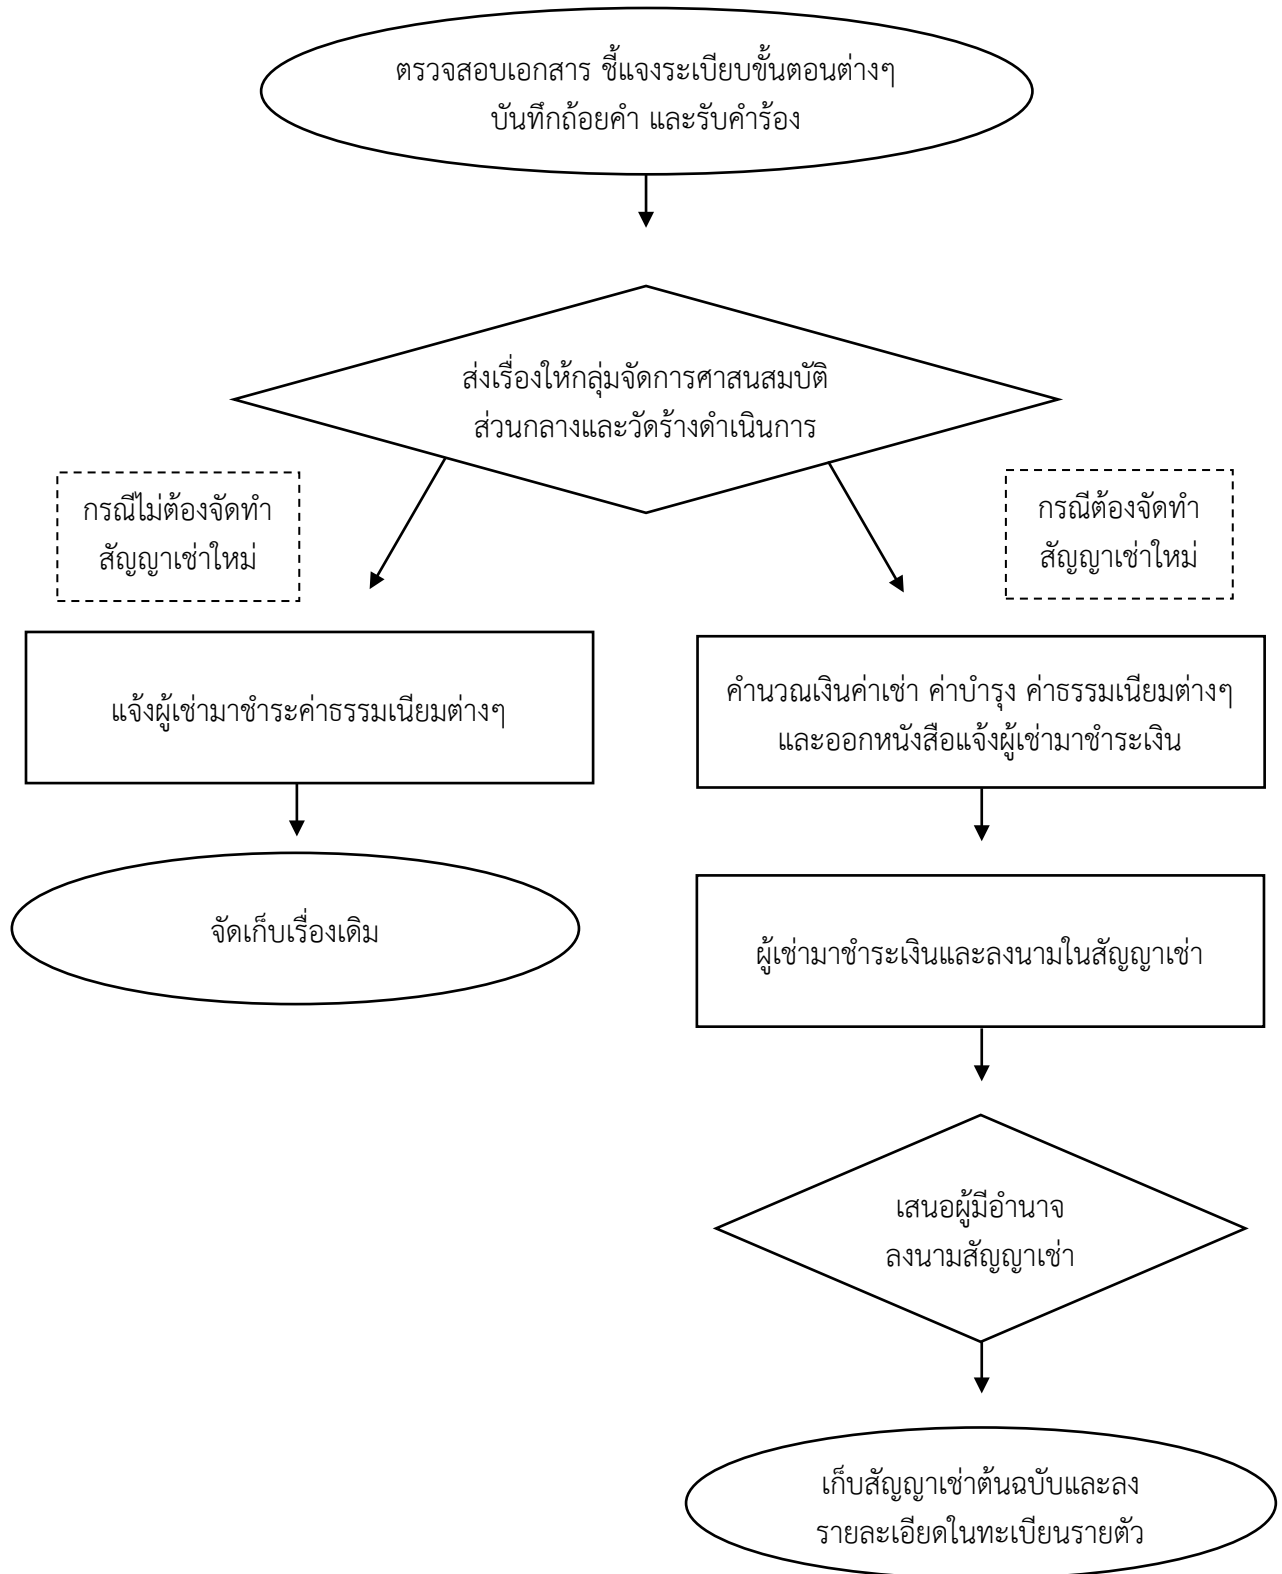 ตรวจสอบเอกสาร ชี้แจงระเบียบขั้นตอนต่างๆ
บันทึกถ้อยคำ และรับคำร้อง
ส่งเรื่องให้กลุ่มจัดการศาสนสมบัติ
ส่วนกลางและวัดร้างดำเนินการ
กรณีไม่ต้องจัดทำ
สัญญาเช่าใหม่
กรณีต้องจัดทำ
สัญญาเช่าใหม่
แจ้งผู้เช่ามาชำระค่าธรรมเนียมต่างๆ
คำนวณเงินค่าเช่า ค่าบำรุง ค่าธรรมเนียมต่างๆ
และออกหนังสือแจ้งผู้เช่ามาชำระเงิน
จัดเก็บเรื่องเดิม
ผู้เช่ามาชำระเงินและลงนามในสัญญาเช่า
เสนอผู้มีอำนาจ
ลงนามสัญญาเช่า
เก็บสัญญาเช่าต้นฉบับและลง
รายละเอียดในทะเบียนรายตัว